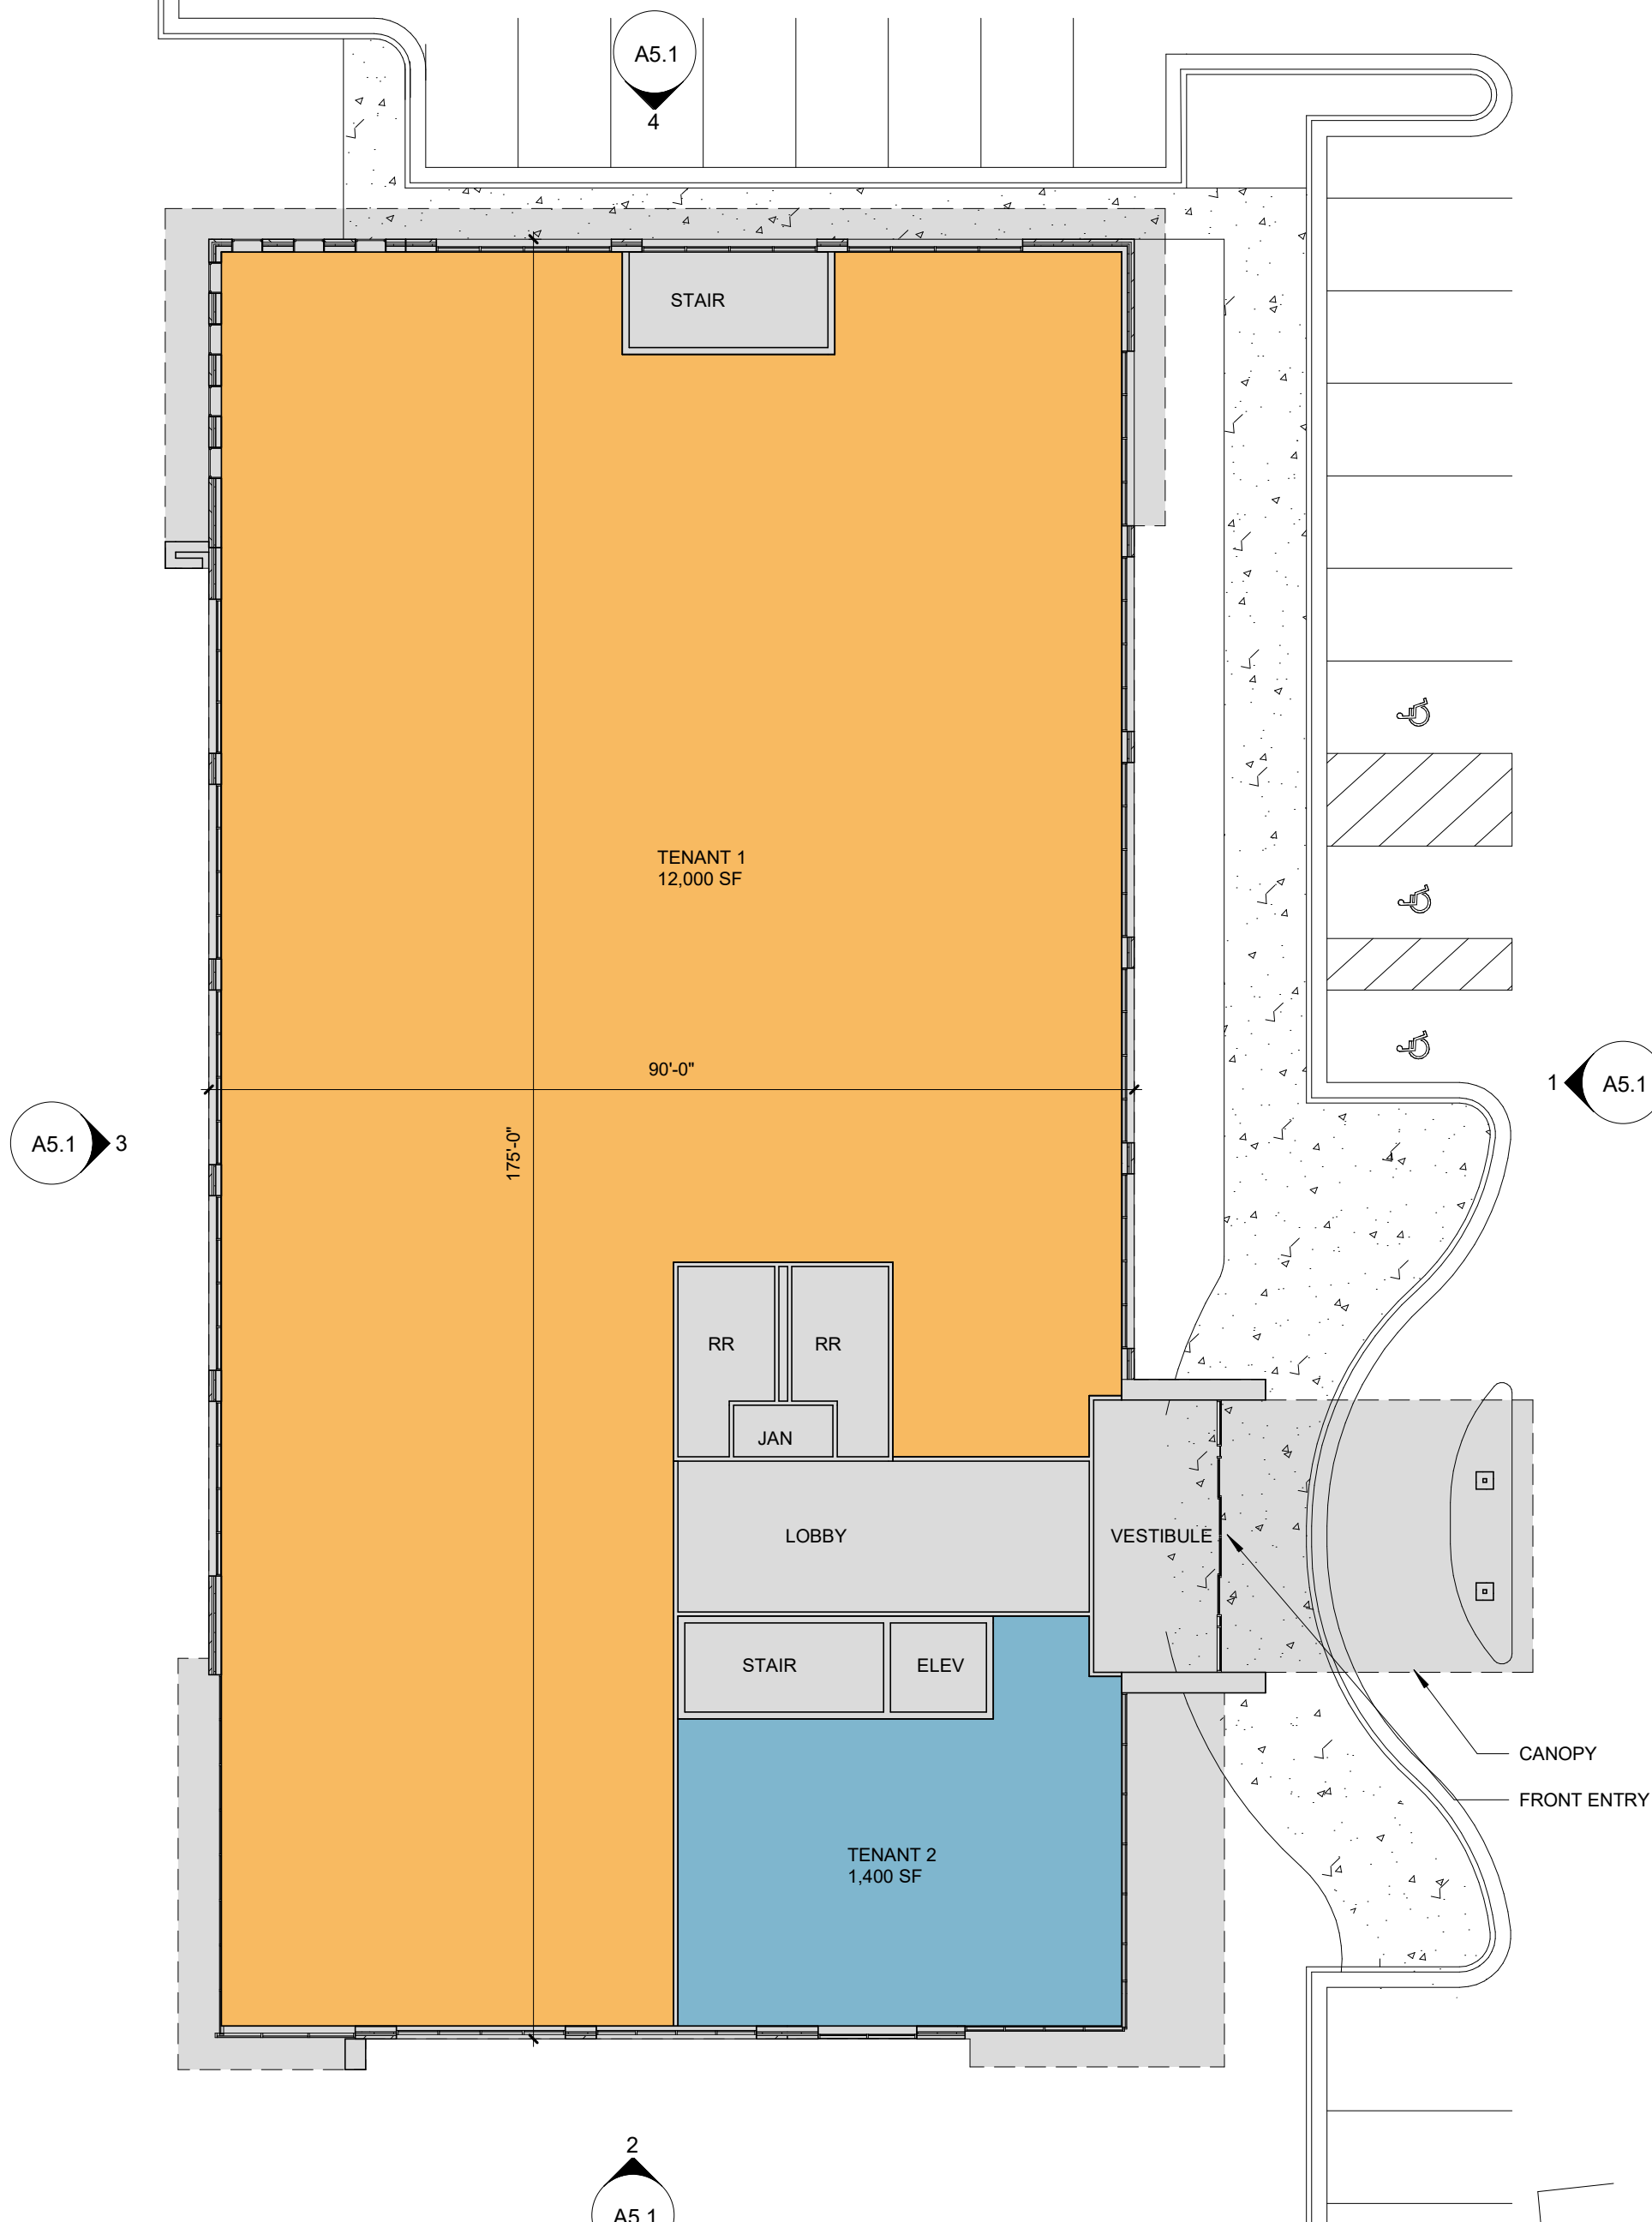 A5.1
4
STAIR
TENANT 1
12,000 SF
90'-0"
175'-0"
1
A5.1
A5.1
3
RR
RR
JAN
LOBBY
VESTIBULE
STAIR
ELEV
CANOPY
FRONT ENTRY
TENANT 2
1,400 SF
2
A5.1